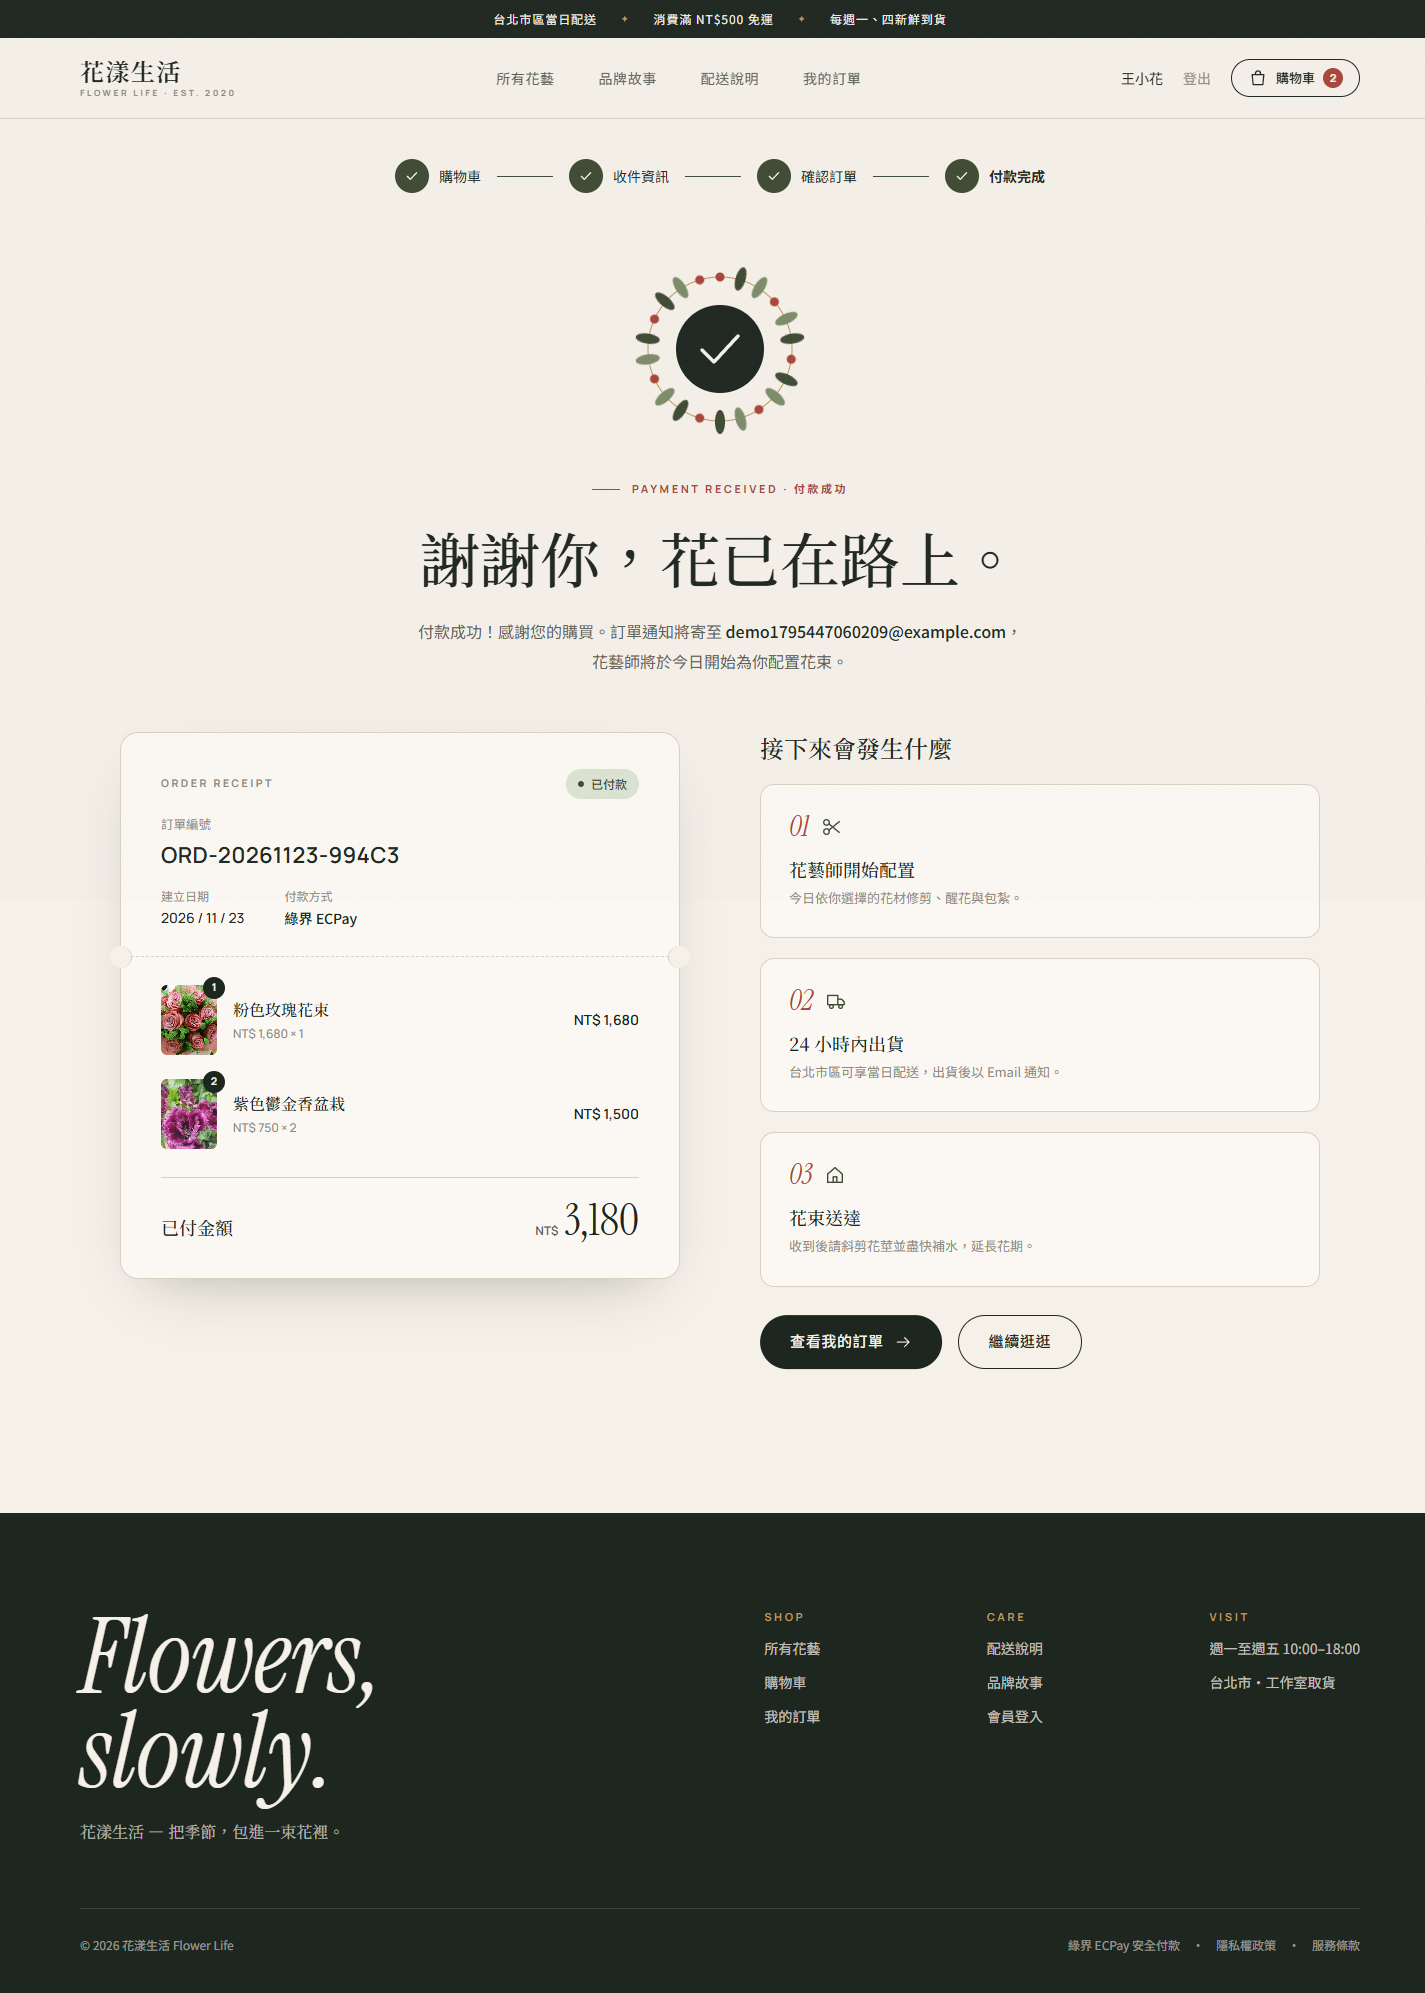 台北市區當日配送 ✦ 消費滿 NT$500 免運 ✦ 每週一、四新鮮到貨
花漾生活
FLOWER LIFE · EST. 2020
所有花藝 品牌故事 配送說明 我的訂單
王小花 登出 購物車 2
購物車 收件資訊 確認訂單 付款完成
PAYMENT RECEIVED · 付款成功
謝謝你，花已在路上。
付款成功！感謝您的購買。訂單通知將寄至 demo1795447060209@example.com，
花藝師將於今日開始為你配置花束。
ORDER RECEIPT
已付款
訂單編號
ORD-20261123-994C3
建立日期 付款方式
2026 / 11 / 23 綠界 ECPay
1
粉色玫瑰花束
NT$ 1,680 × 1
NT$ 1,680
2
紫色鬱金香盆栽
NT$ 750 × 2
NT$ 1,500
已付金額
NT$ 3,180
接下來會發生什麼
01
花藝師開始配置
今日依你選擇的花材修剪、醒花與包紮。
02
24 小時內出貨
台北市區可享當日配送，出貨後以 Email 通知。
03
花束送達
收到後請斜剪花莖並盡快補水，延長花期。
查看我的訂單 →
繼續逛逛
Flowers,
slowly.
花漾生活 — 把季節，包進一束花裡。
SHOP
所有花藝
購物車
我的訂單
CARE
配送說明
品牌故事
會員登入
VISIT
週一至週五 10:00–18:00
台北市・工作室取貨
© 2026 花漾生活 Flower Life
綠界 ECPay 安全付款 • 隱私權政策 • 服務條款